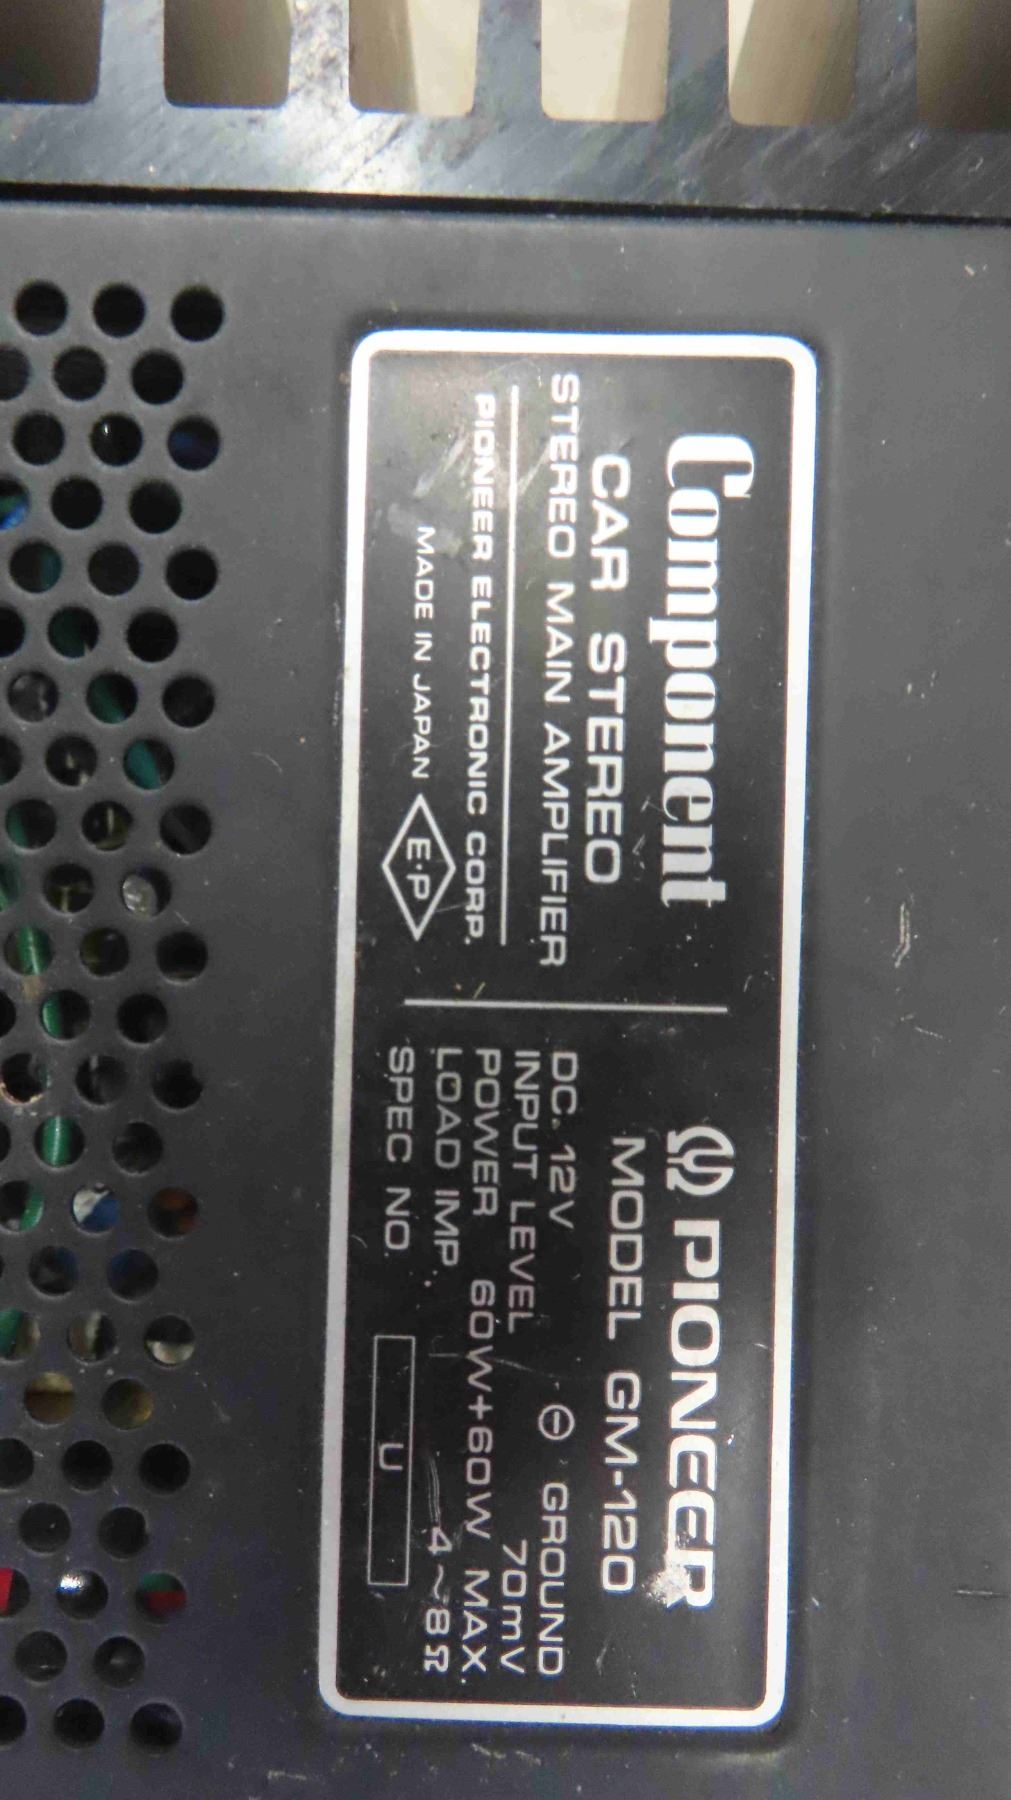 Component
CAR STEREO
STEREO MAIN AMPLIFIER
PIONEER ELECTRONIC CORP.
MADE IN JAPAN E·P
PIONEER
MODEL GM-120
DC. 12V ⊖ GROUND
INPUT LEVEL 70mV
POWER 60W+60W MAX.
LOAD IMP. 4~8Ω
SPEC NO. U